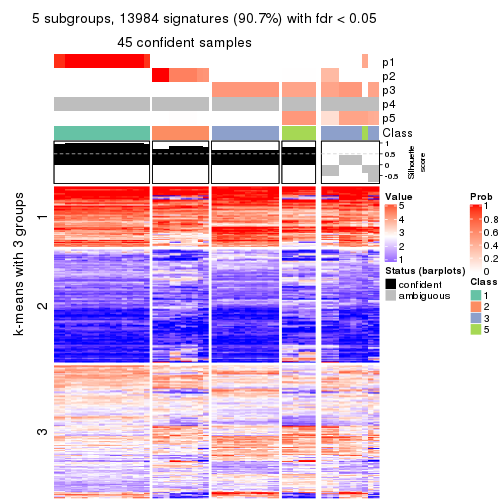 5 subgroups, 13984 signatures (90.7%) with fdr < 0.05
45 confident samples
p1
p2
p3
p4
p5
Class
1
0.5
0
-0.5
Silhouette
score
k-means with 3 groups
1
2
3
Value
5
4
3
2
1
Status (barplots)
confident
ambiguous
Prob
1
0.8
0.6
0.4
0.2
0
Class
1
2
3
5